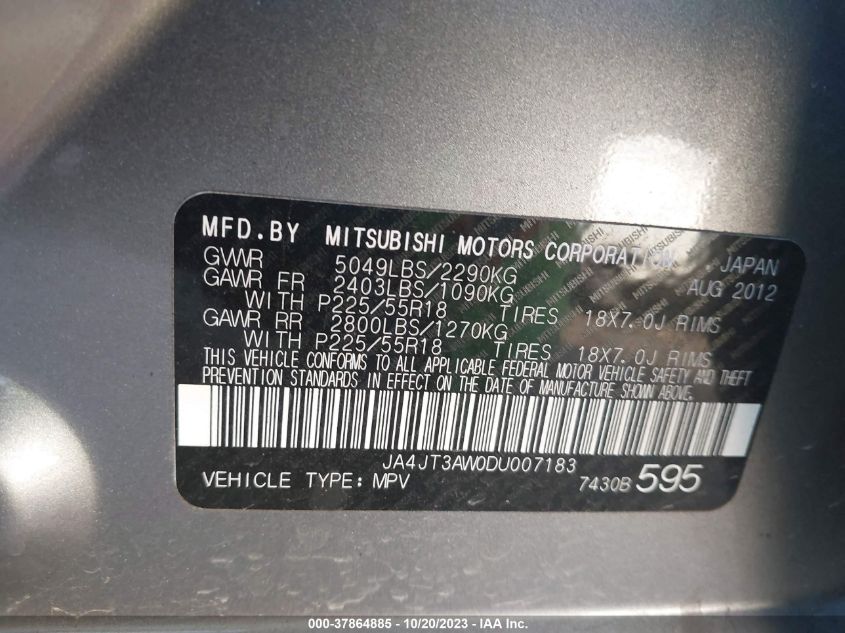 MFD.BY MITSUBISHI MOTORS CORPORATION, JAPAN
GWWR 5049LBS/2290KG AUG 2012
GAWR FR 2403LBS/1090KG
WITH P225/55R18 TIRES 18X7.0J RIMS
GAWR RR 2800LBS/1270KG
WITH P225/55R18 TIRES 18X7.0J RIMS
THIS VEHICLE CONFORMS TO ALL APPLICABLE FEDERAL MOTOR VEHICLE SAFETY AND THEFT
PREVENTION STANDARDS IN EFFECT ON THE DATE OF MANUFACTURE SHOWN ABOVE.
JA4JT3AW0DU007183
VEHICLE TYPE: MPV 7430B 595
000-37864885 - 10/20/2023 - IAA Inc.